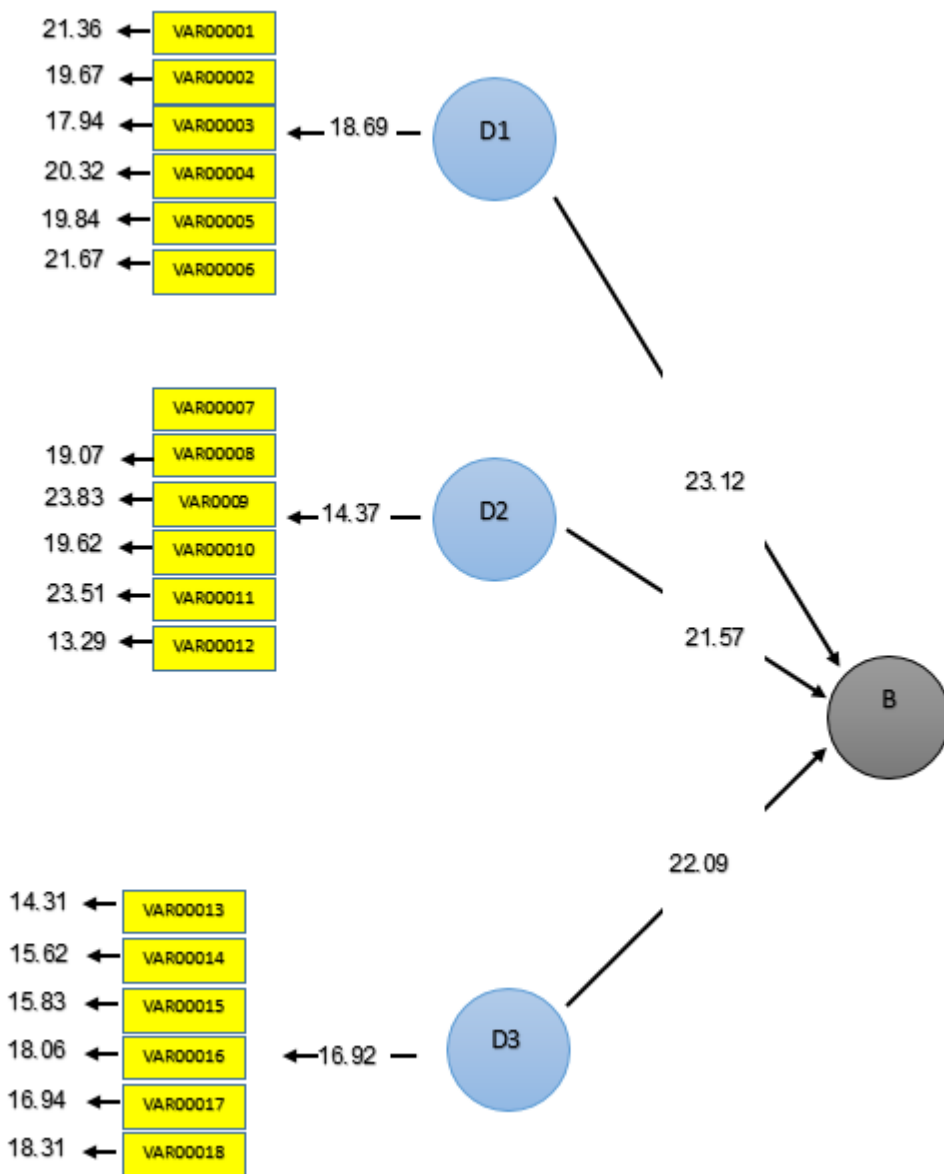 21.36 VAR00001
19.67 VAR00002
17.94 VAR00003
20.32 VAR00004
19.84 VAR00005
21.67 VAR00006
18.69
D1
VAR00007
19.07 VAR00008
23.83 VAR0009
19.62 VAR00010
23.51 VAR00011
13.29 VAR00012
14.37
D2
23.12
21.57
B
22.09
14.31 VAR00013
15.62 VAR00014
15.83 VAR00015
18.06 VAR00016
16.94 VAR00017
18.31 VAR00018
16.92
D3